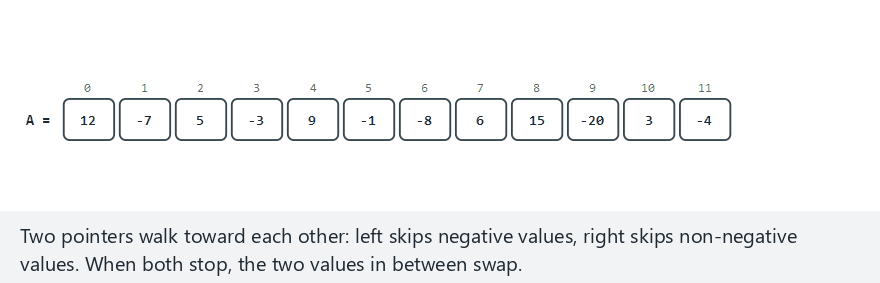 0 1 2 3 4 5 6 7 8 9 10 11
A = 12 -7 5 -3 9 -1 -8 6 15 -20 3 -4
Two pointers walk toward each other: left skips negative values, right skips non-negative
values. When both stop, the two values in between swap.